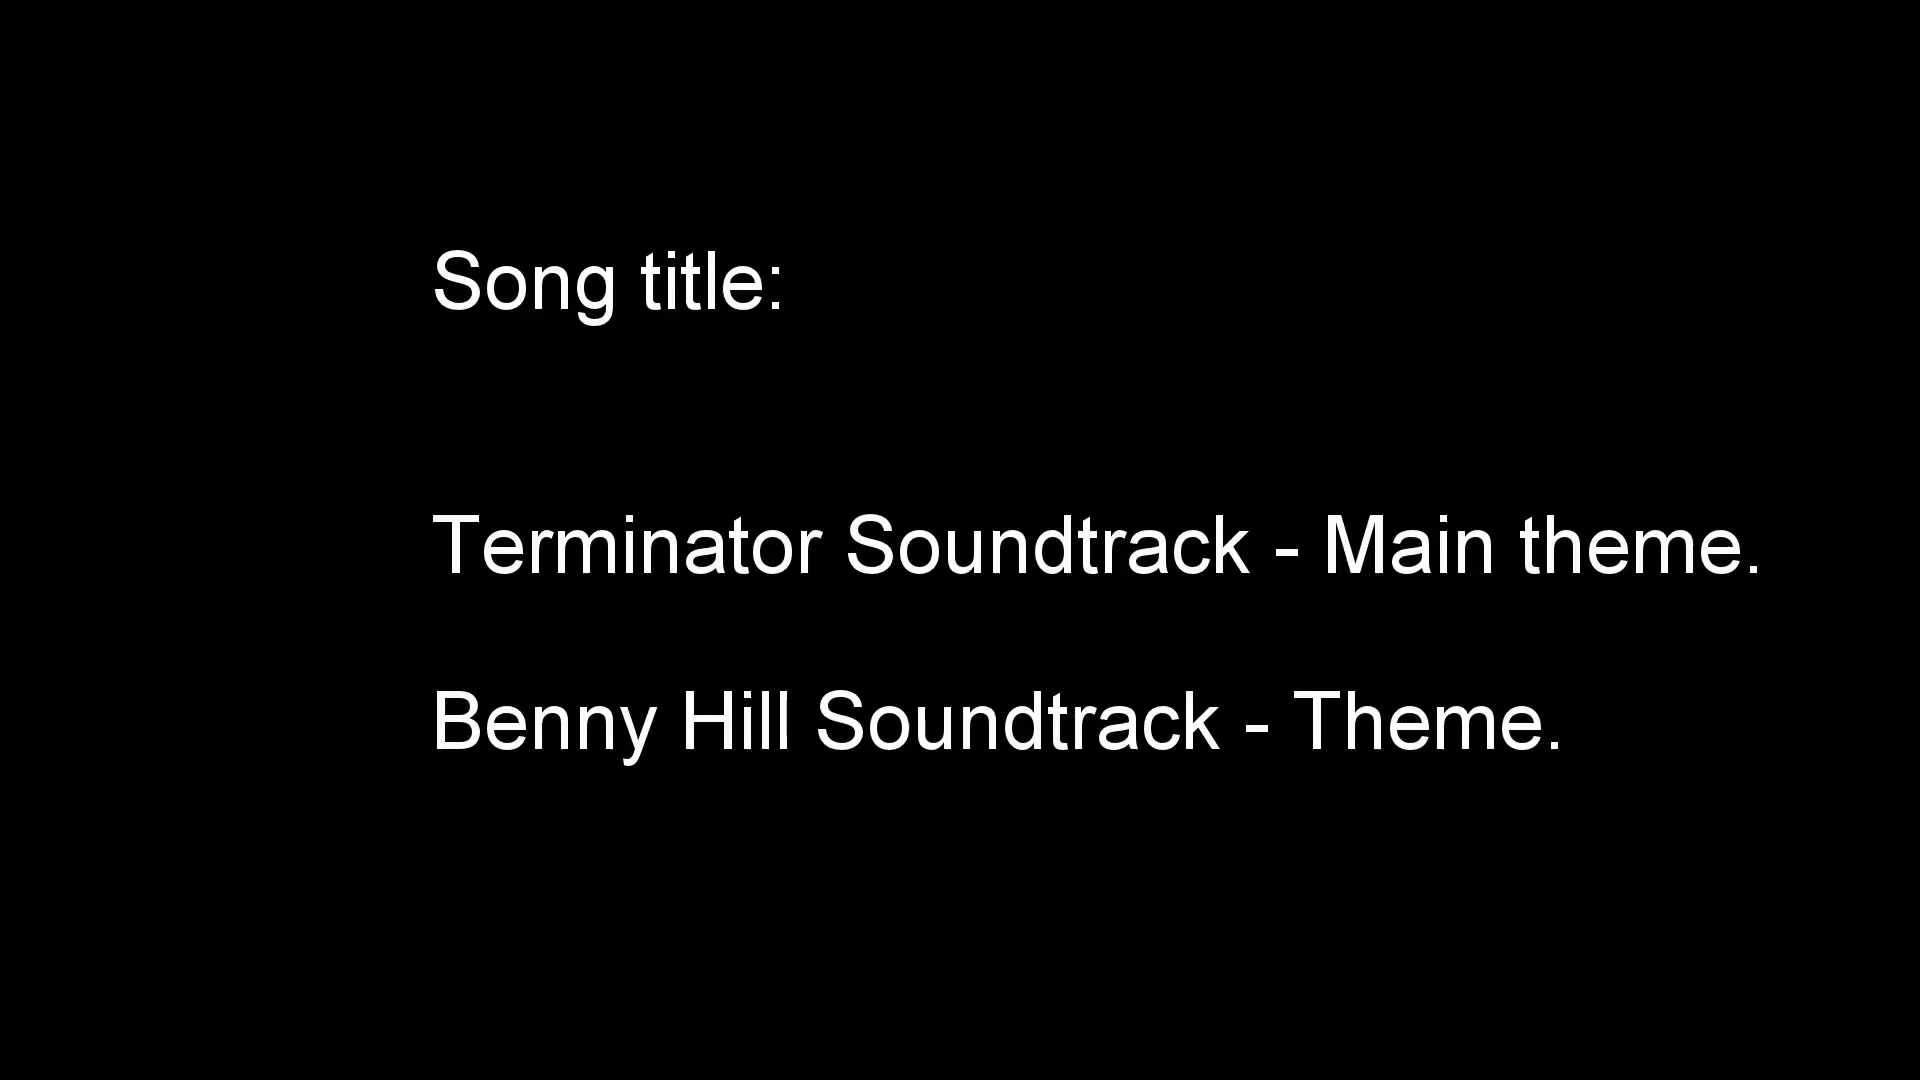 Song title:
Terminator Soundtrack - Main theme.
Benny Hill Soundtrack - Theme.